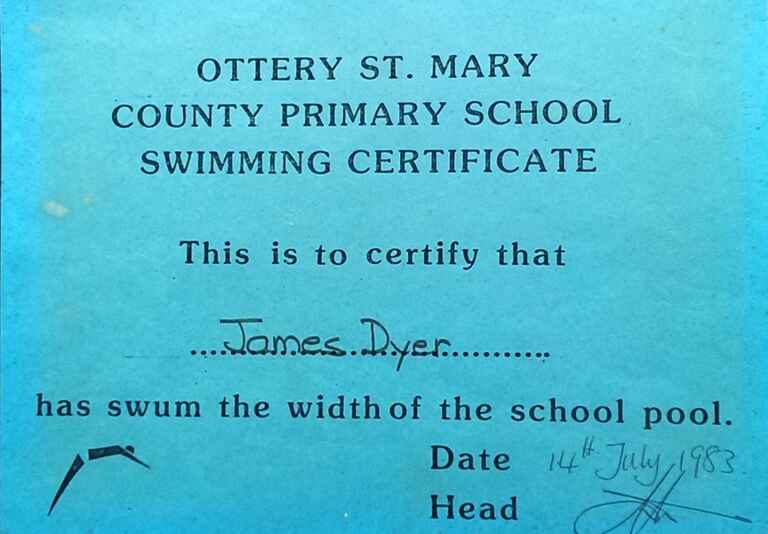 OTTERY ST. MARY
COUNTY PRIMARY SCHOOL
SWIMMING CERTIFICATE
This is to certify that
James Dyer
has swum the width of the school pool.
Date 14th July 1983.
Head